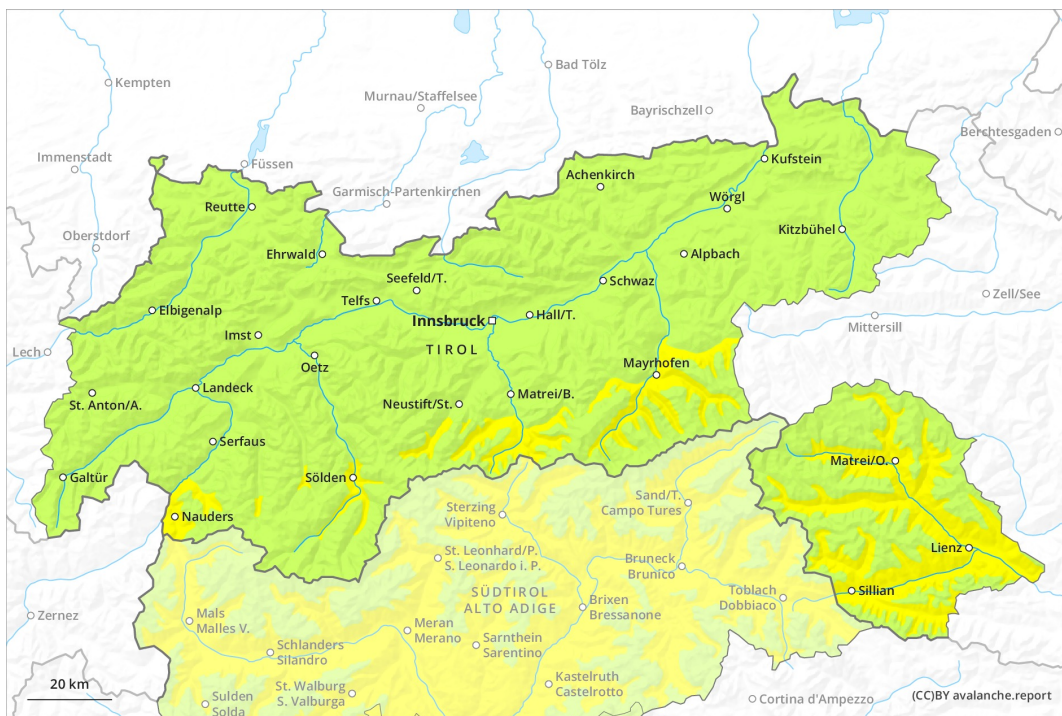 Kempten
Bad Tölz
Murnau/Staffelsee
Bayrischzell
Berchtesgaden
Immenstadt
Füssen
Kufstein
Achenkirch
Garmisch-Partenkirchen
Reutte
Wörgl
Oberstdorf
Kitzbühel
Ehrwald
Alpbach
Seefeld/T.
Schwaz
Telfs
Zell/See
Elbigenalp
Innsbruck
Hall/T.
Mittersill
Imst
TIROL
Lech
Oetz
Mayrhofen
Landeck
St. Anton/A.
Neustift/St.
Matrei/B.
Serfaus
Matrei/O.
Galtür
Sölden
Sand/T.
Campo Tures
Sterzing
Vipiteno
Nauders
Lienz
St. Leonhard/P.
S. Leonardo i. P.
Bruneck
Brunico
Sillian
SÜDTIROL
ALTO ADIGE
Toblach
Dobbiaco
Brixen
Bressanone
Zernez
Mals
Malles V.
Meran
Merano
Sarnthein
Sarentino
Schlanders
Silandro
20 km
St. Walburg
S. Valburga
Kastelruth
Castelrotto
Sulden
Solda
Cortina d'Ampezzo
(CC)BY avalanche.report